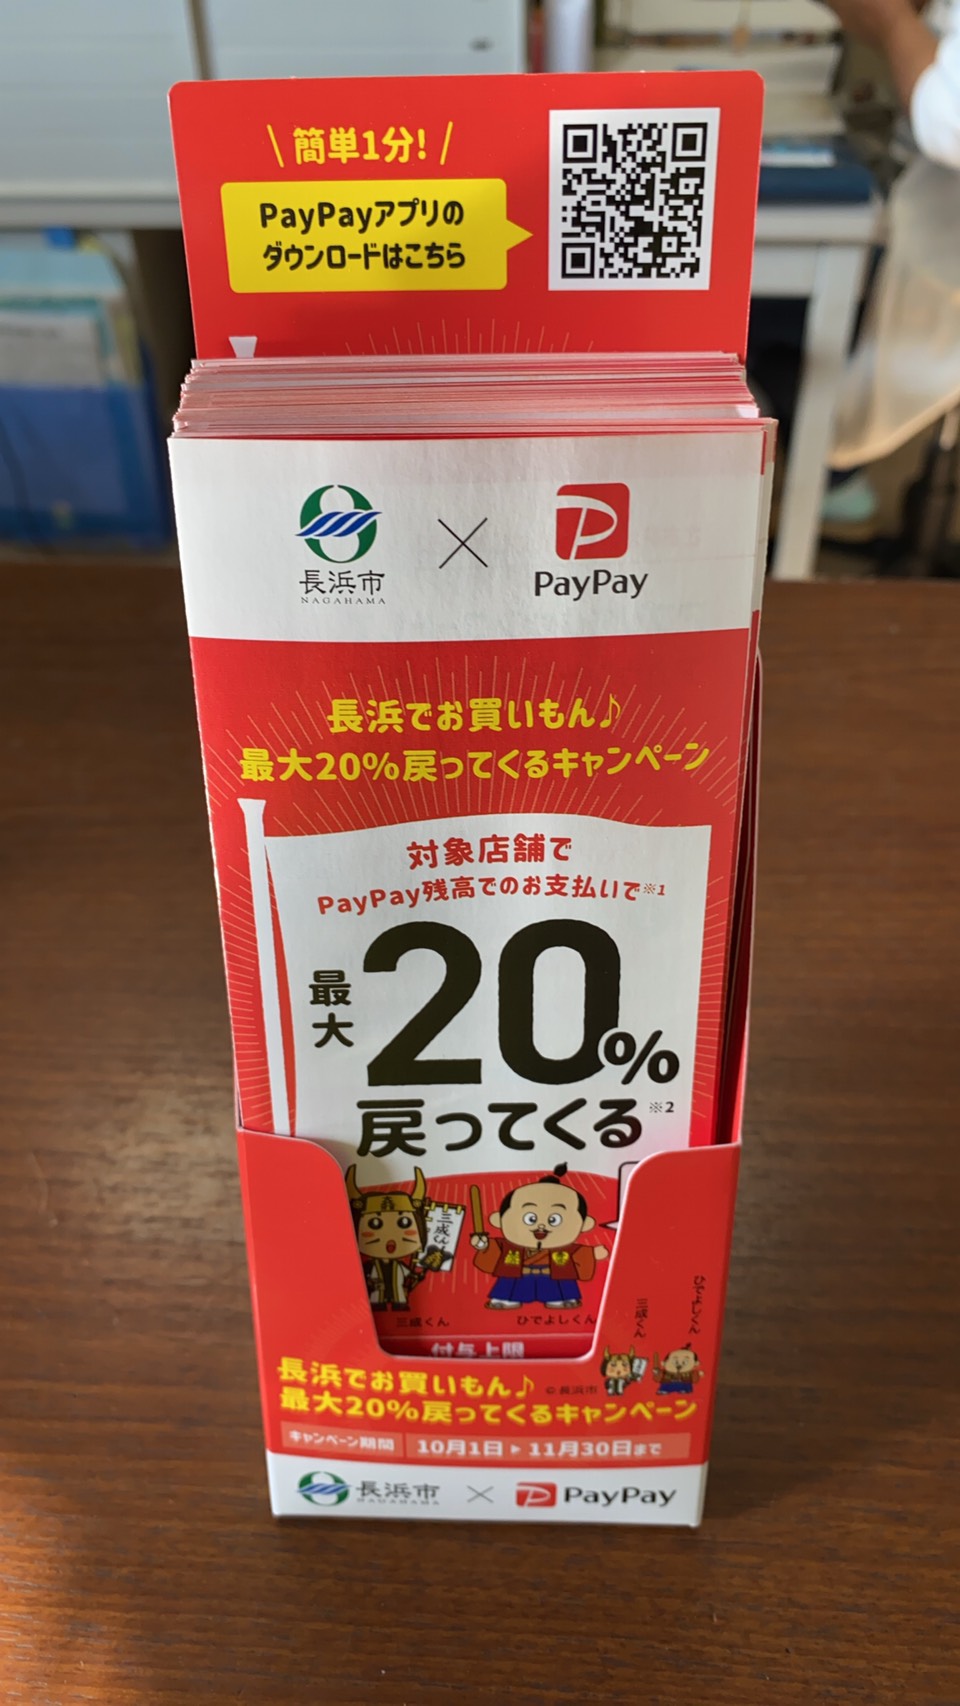 簡単1分!
PayPayアプリの
ダウンロードはこちら
長浜市
NAGAHAMA
PayPay
長浜でお買いもん♪
最大20%戻ってくるキャンペーン
対象店舗で
PayPay残高でのお支払いで※1
最大
20%
戻ってくる※2
三成くん
三成くん
ひでよしくん
付与上限
三成くん
ひでよしくん
長浜でお買いもん♪
©長浜市
最大20%戻ってくるキャンペーン
キャンペーン期間 10月1日▶11月30日まで
長浜市
NAGAHAMA
PayPay